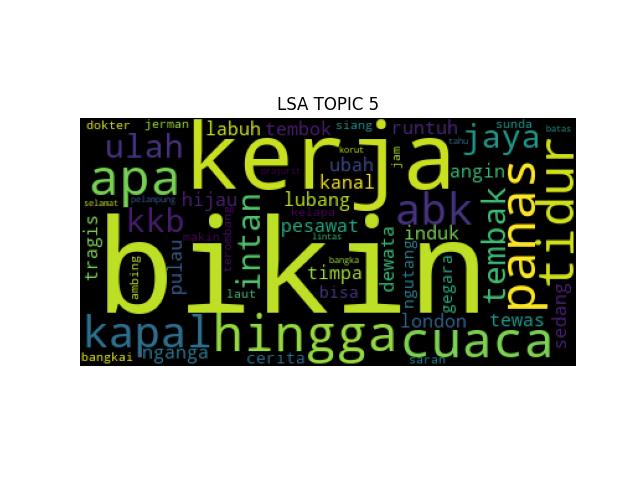 LSA TOPIC 5
dokter
jerman
labuh
tembok
siang
runtuh
sunda
batas
ulah
kerja
korut
jam
tahu
jaya
ubah
angin
tidur
apa
prajurit
kanal
selamat
pelampung
hijau
lubang
kelapa
abk
tembak
panas
kkb
intan
pesawat
induk
tragis
makin
terombang
lintas
dewata
bikin
ambing
pulau
bangka
timpa
ngutang
gegara
laut
bisa
sedang
kapal
hingga
london
tewas
cuaca
bangkai
nganga
cerita
saran